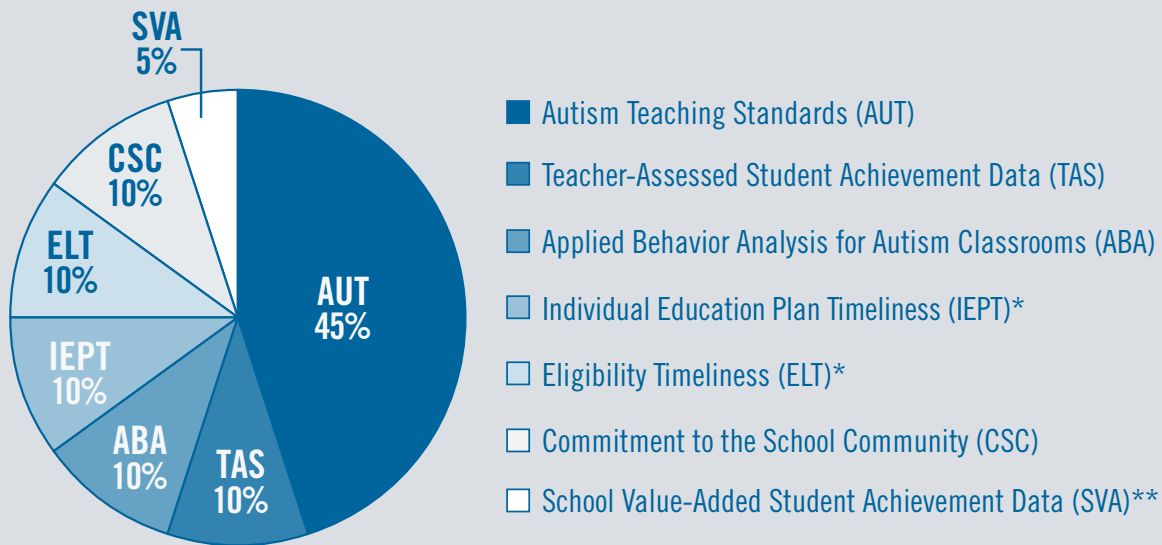 SVA
5%
CSC
10%
ELT
10%
IEPT
10%
ABA
10%
TAS
10%
AUT
45%
Autism Teaching Standards (AUT)
Teacher-Assessed Student Achievement Data (TAS)
Applied Behavior Analysis for Autism Classrooms (ABA)
Individual Education Plan Timeliness (IEPT)*
Eligibility Timeliness (ELT)*
Commitment to the School Community (CSC)
School Value-Added Student Achievement Data (SVA)**